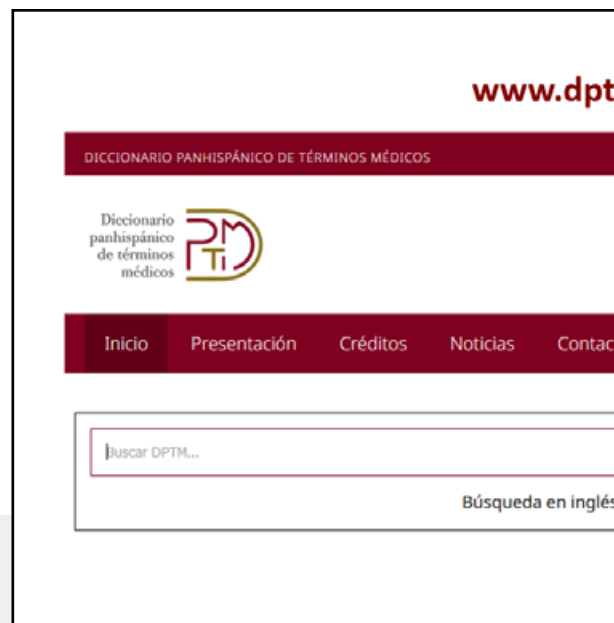 www.dpt
DICCIONARIO PANHISPÁNICO DE TÉRMINOS MÉDICOS
Diccionario
panhispánico
de términos
médicos
DPTM
Inicio Presentación Créditos Noticias Contac
Buscar DPTM...
Búsqueda en inglés